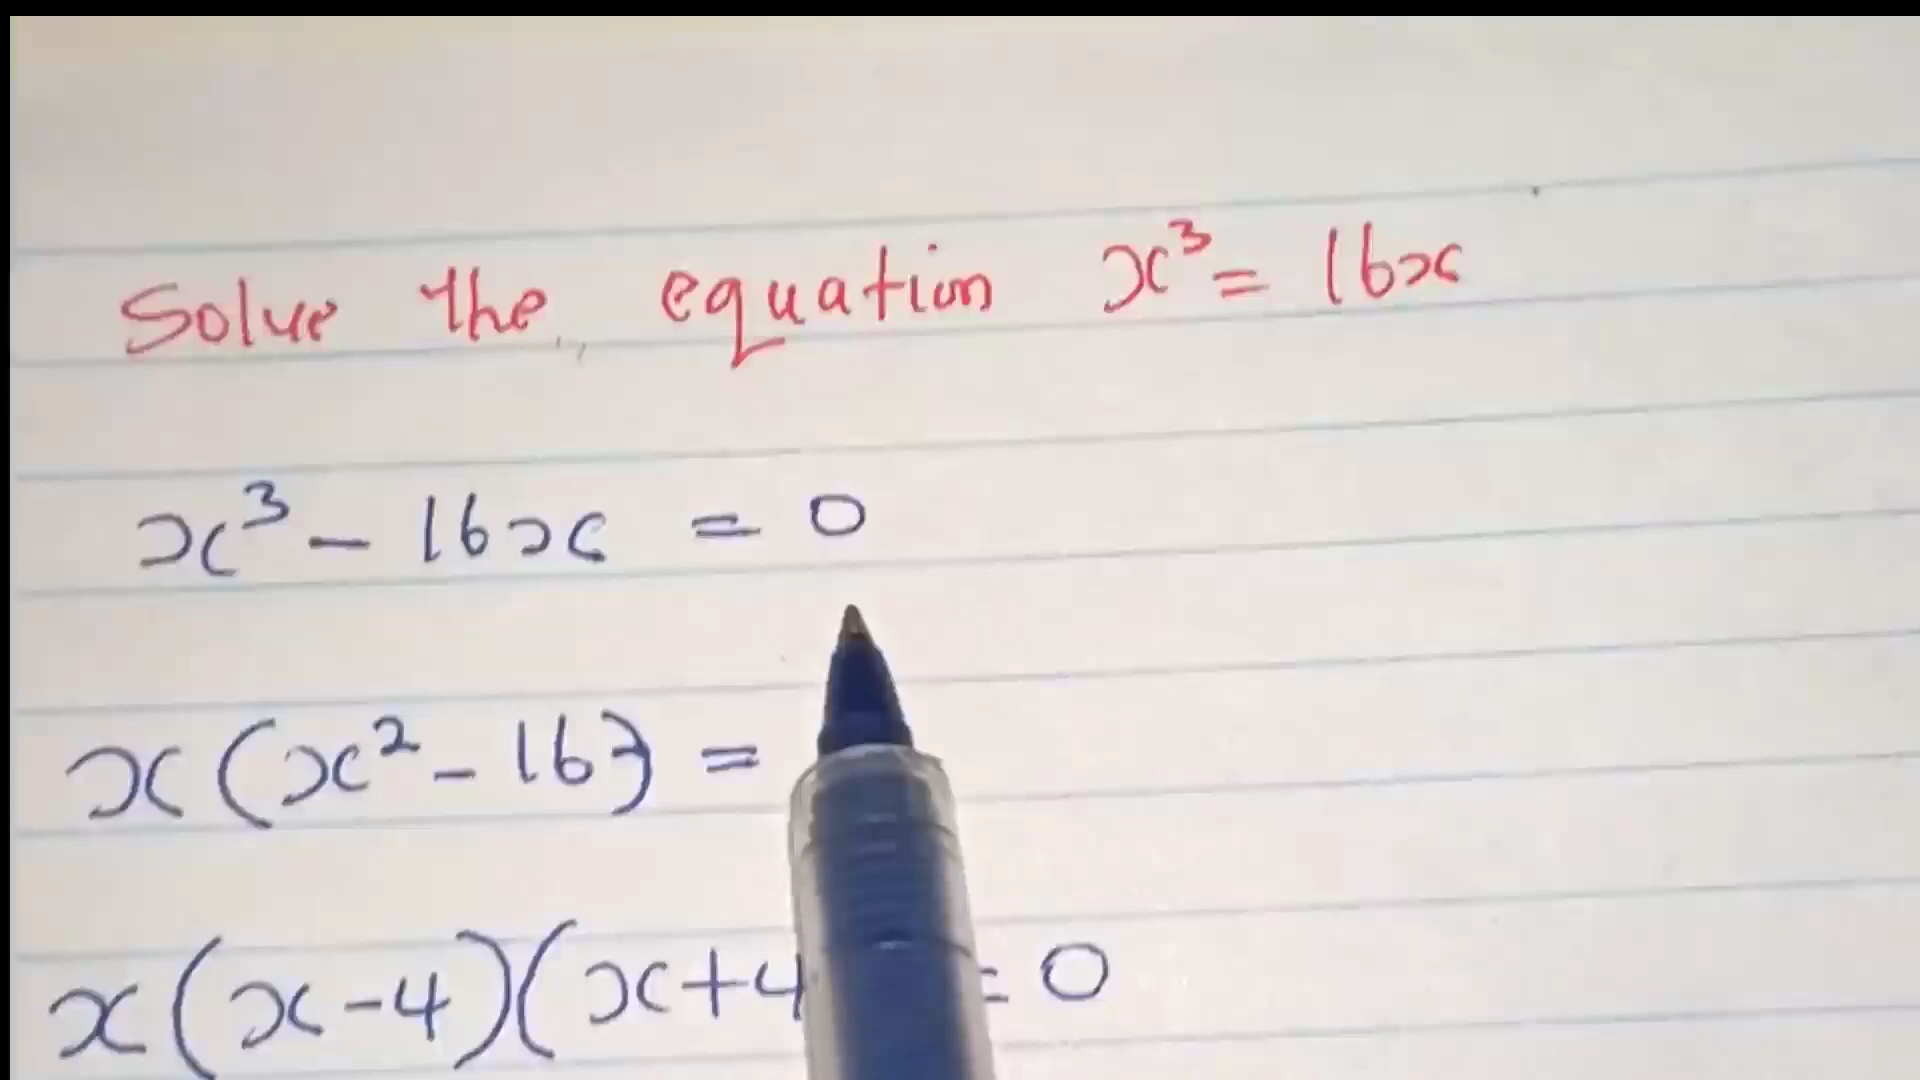 Solve the equation x³ = 16x
x³ - 16x = 0
x(x² - 16) =
x(x-4)(x+4 = 0